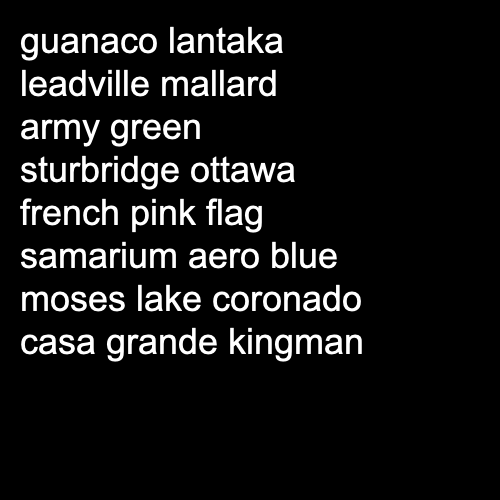 guanaco lantaka
leadville mallard
army green
sturbridge ottawa
french pink flag
samarium aero blue
moses lake coronado
casa grande kingman